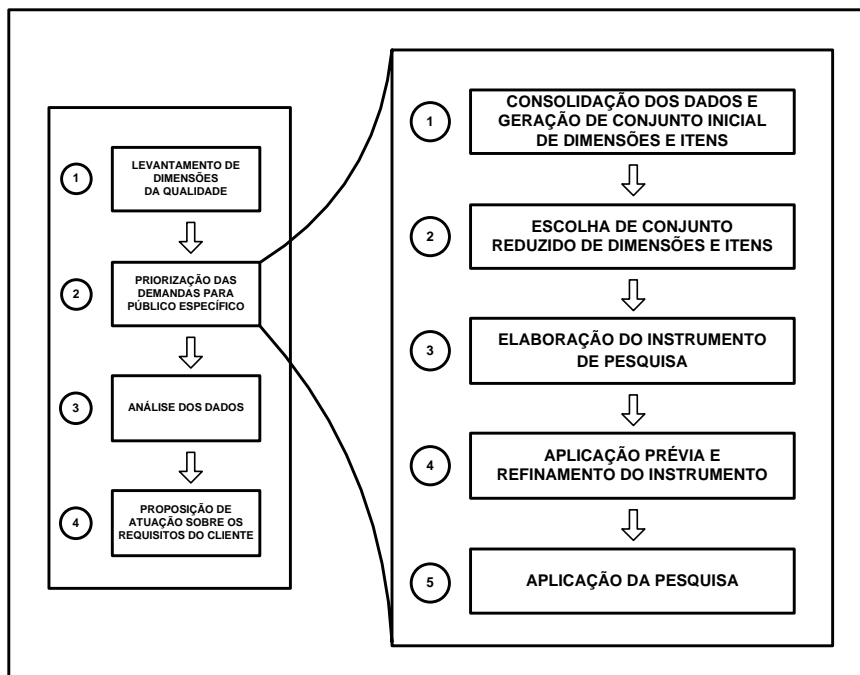 1
LEVANTAMENTO DE
DIMENSÕES
DA QUALIDADE
2
PRIORIZAÇÃO DAS
DEMANDAS PARA
PÚBLICO ESPECÍFICO
3
ANÁLISE DOS DADOS
4
PROPOSIÇÃO DE
ATUAÇÃO SOBRE OS
REQUISITOS DO CLIENTE
1
CONSOLIDAÇÃO DOS DADOS E
GERAÇÃO DE CONJUNTO INICIAL
DE DIMENSÕES E ITENS
2
ESCOLHA DE CONJUNTO
REDUZIDO DE DIMENSÕES E ITENS
3
ELABORAÇÃO DO INSTRUMENTO
DE PESQUISA
4
APLICAÇÃO PRÉVIA E
REFINAMENTO DO INSTRUMENTO
5
APLICAÇÃO DA PESQUISA